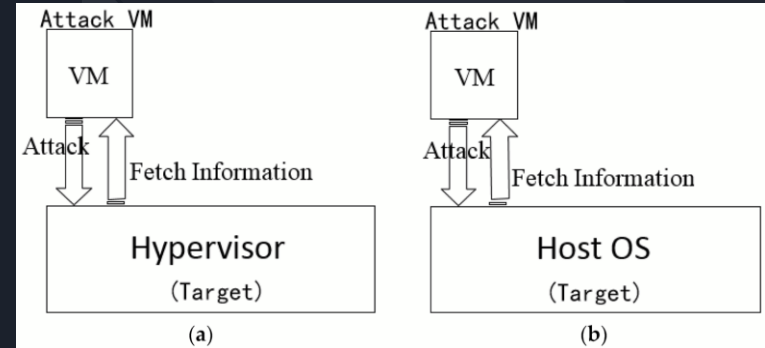 Attack VM
VM
Attack
Fetch Information
Hypervisor
(Target)
(a)
Attack VM
VM
Attack
Fetch Information
Host OS
(Target)
(b)